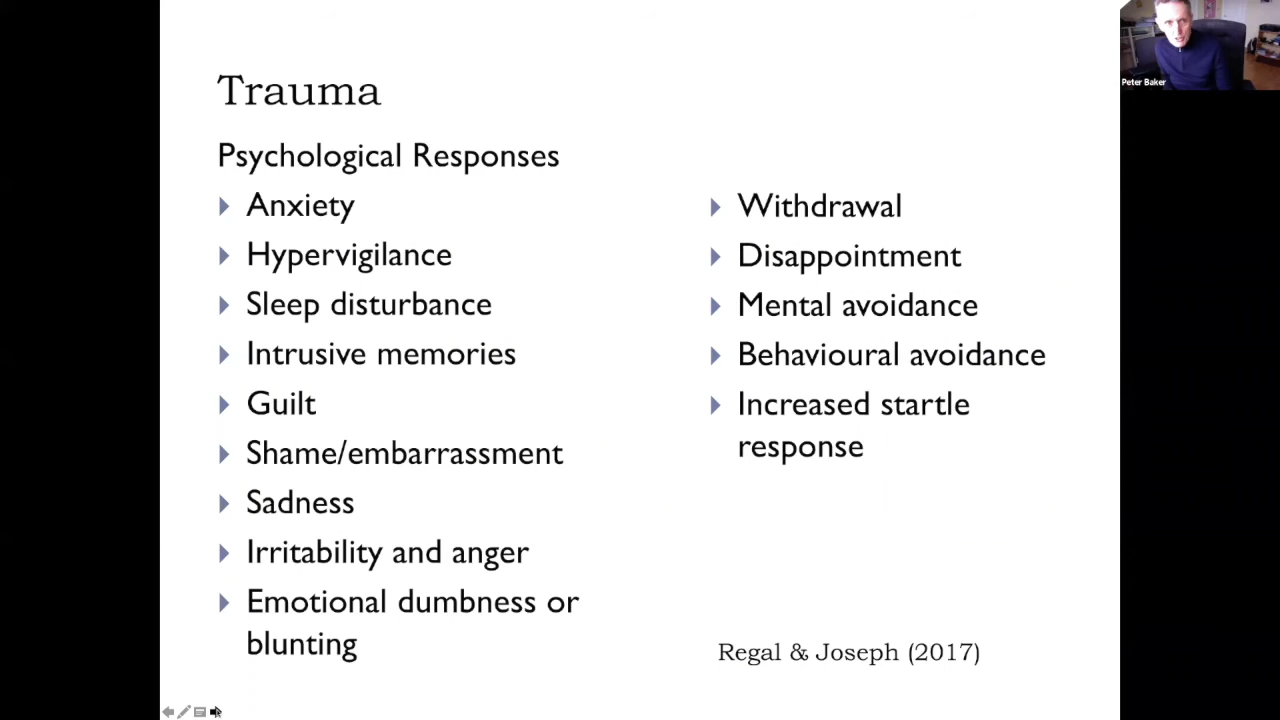 Trauma
Psychological Responses
Anxiety
Hypervigilance
Sleep disturbance
Intrusive memories
Guilt
Shame/embarrassment
Sadness
Irritability and anger
Emotional dumbness or
blunting
Withdrawal
Disappointment
Mental avoidance
Behavioural avoidance
Increased startle
response
Regal & Joseph (2017)
Peter Baker